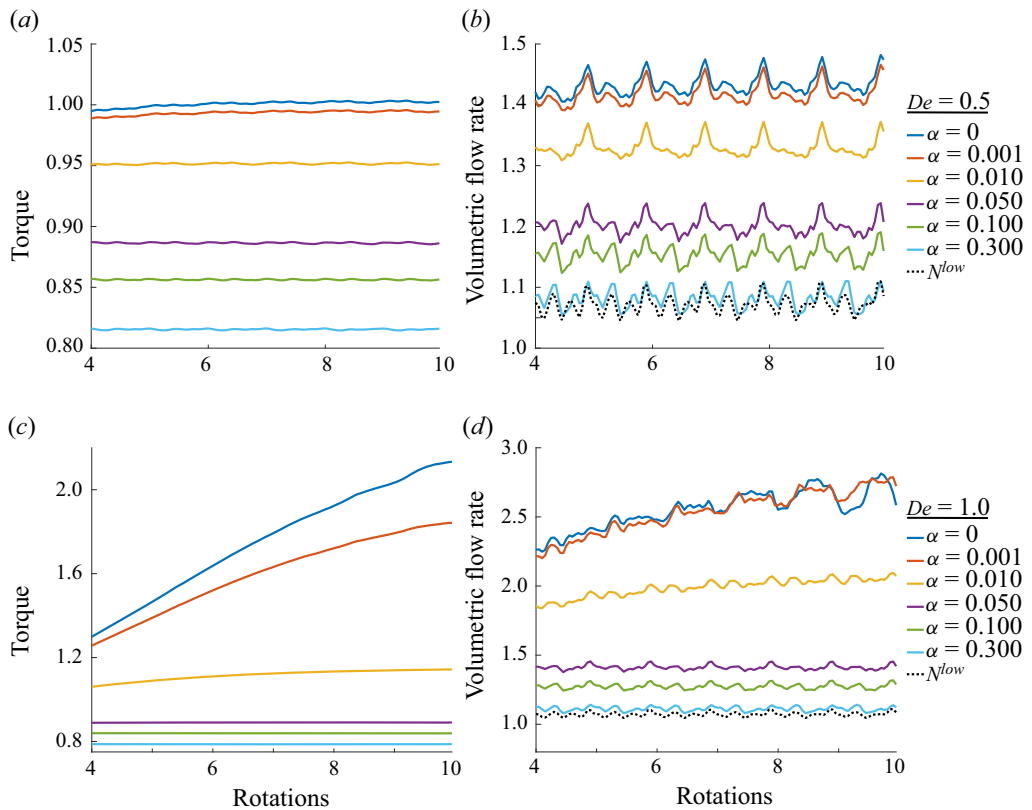 (a)
1.05
1.00
0.95
0.90
0.85
0.80
Torque
4
6
8
10
(b)
1.5
1.4
1.3
1.2
1.1
1.0
Volumetric flow rate
4
6
8
10
De = 0.5
α = 0
α = 0.001
α = 0.010
α = 0.050
α = 0.100
α = 0.300
N^low
(c)
2.0
1.6
1.2
0.8
Torque
4
6
8
10
Rotations
(d)
3.0
2.5
2.0
1.5
1.0
Volumetric flow rate
4
6
8
10
Rotations
De = 1.0
α = 0
α = 0.001
α = 0.010
α = 0.050
α = 0.100
α = 0.300
N^low